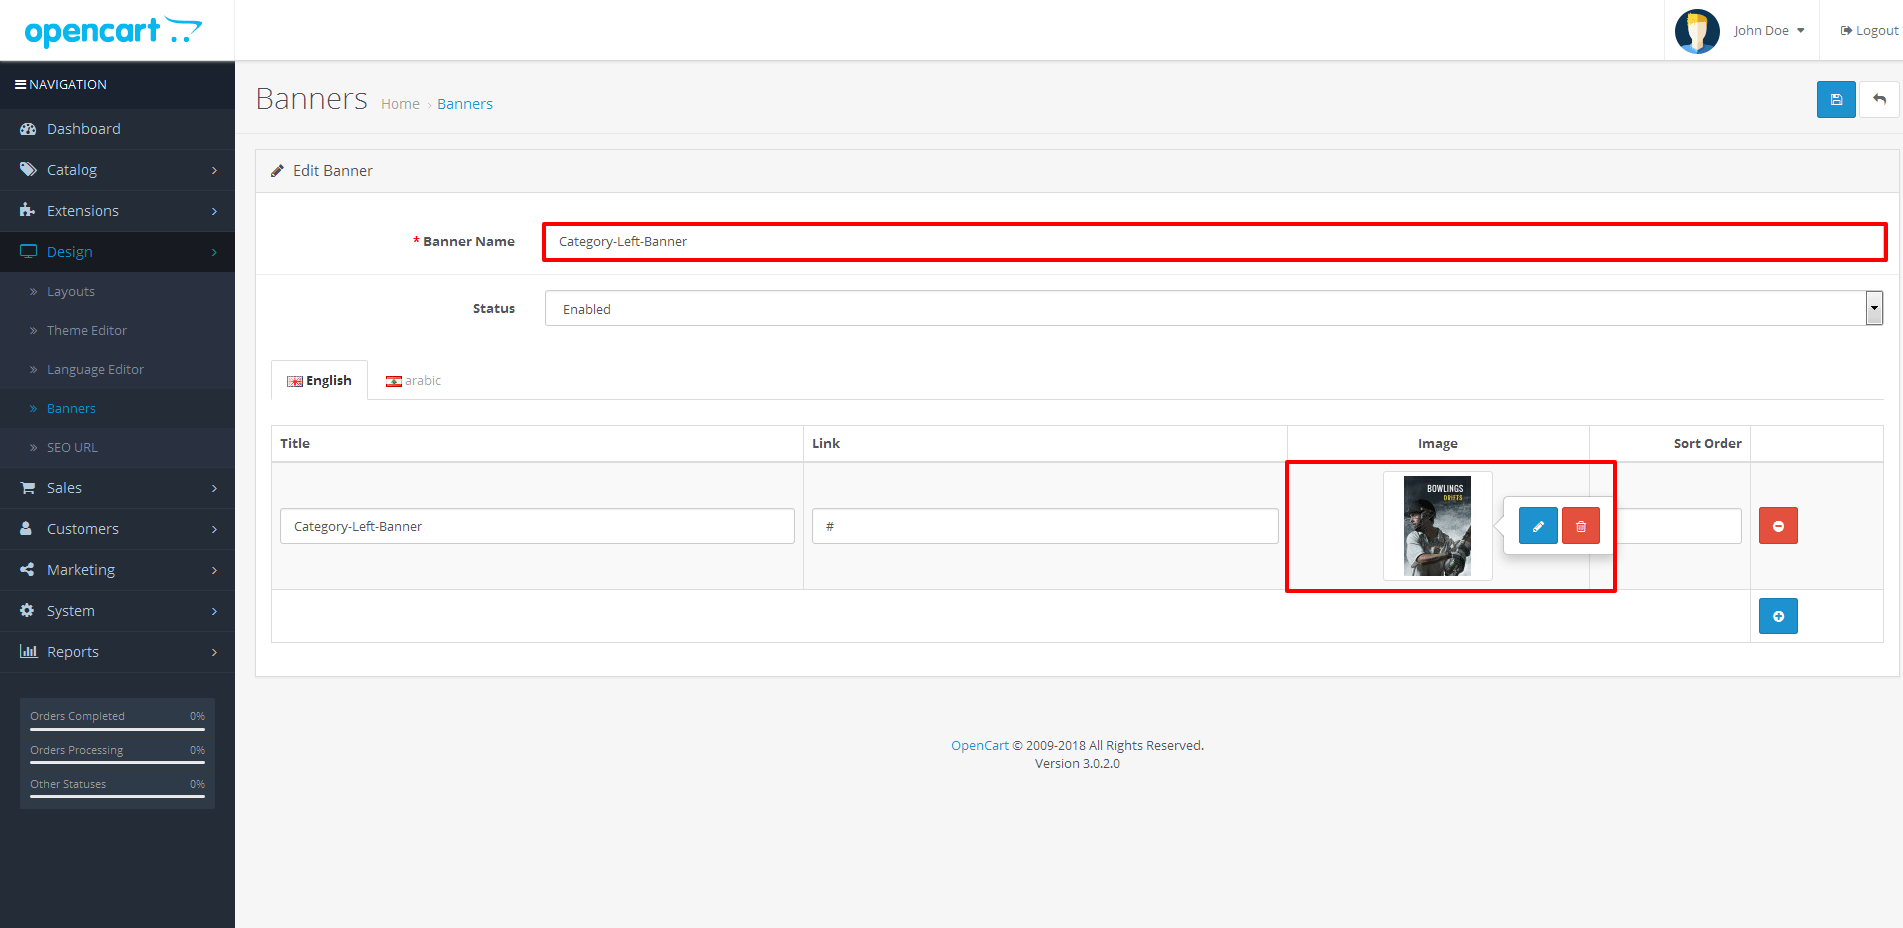 opencart
John Doe
Logout
NAVIGATION
Dashboard
Catalog
Extensions
Design
Layouts
Theme Editor
Language Editor
Banners
SEO URL
Sales
Customers
Marketing
System
Reports
Orders Completed 0%
Orders Processing 0%
Other Statuses 0%
Banners Home › Banners
Edit Banner
* Banner Name Category-Left-Banner
Status Enabled
English arabic
Title Link Image Sort Order
Category-Left-Banner #
BOWLINGS
DRIFTS
OpenCart © 2009-2018 All Rights Reserved.
Version 3.0.2.0